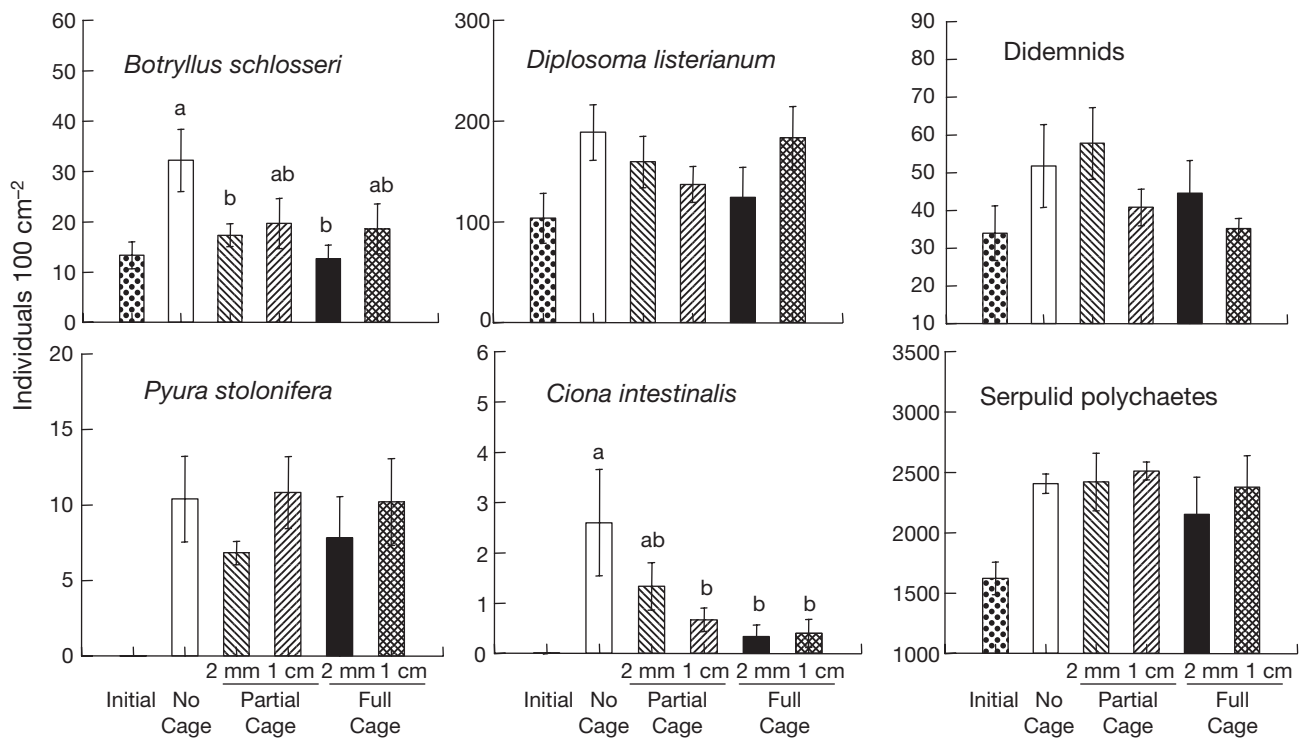 Individuals 100 cm⁻²
Botryllus schlosseri
60
50
40
30
20
10
0
a
b
ab
b
ab
Diplosoma listerianum
300
200
100
0
Didemnids
90
80
70
60
50
40
30
20
10
Pyura stolonifera
20
15
10
5
0
Initial
No Cage
2 mm 1 cm
Partial Cage
2 mm 1 cm
Full Cage
Ciona intestinalis
6
5
4
3
2
1
0
a
ab
b
b
b
Initial
No Cage
2 mm 1 cm
Partial Cage
2 mm 1 cm
Full Cage
Serpulid polychaetes
3500
3000
2500
2000
1500
1000
Initial
No Cage
2 mm 1 cm
Partial Cage
2 mm 1 cm
Full Cage